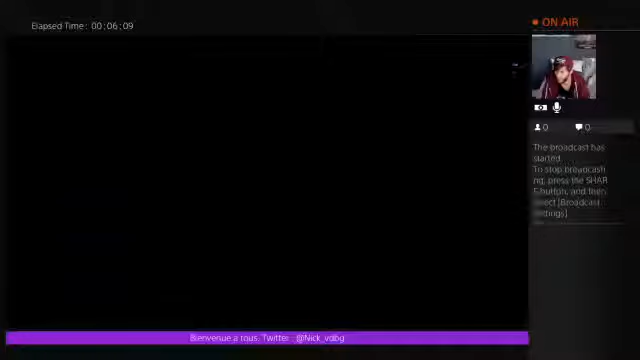 Elapsed Time : 00:06:09
ON AIR
0
0
The broadcast has
started.
To stop broadcasti
ng, press the SHAR
E button, and then
select [Broadcast
Settings]
Bienvenue a tous. Twitter : @Nick_vdbg